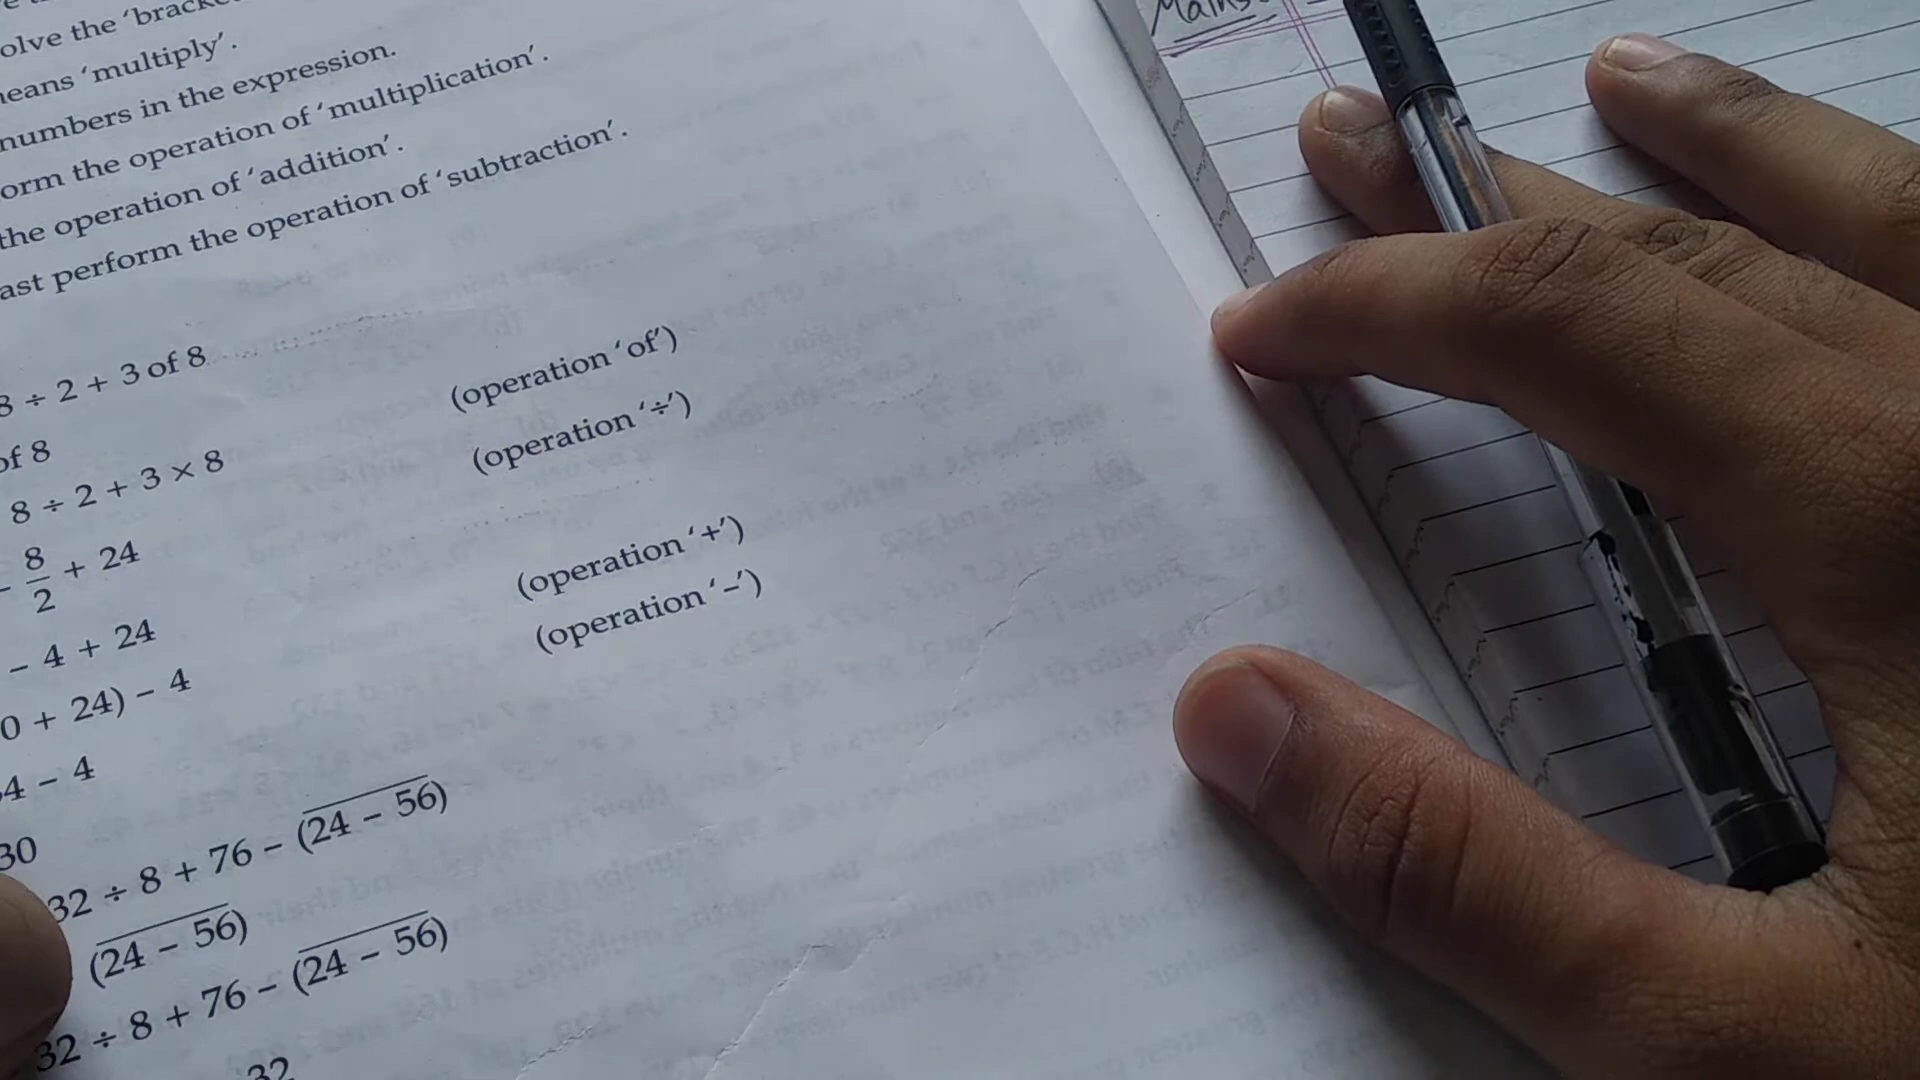 olve the 'bracke
eans 'multiply'.
numbers in the expression.
orm the operation of 'multiplication'.
the operation of 'addition'.
ast perform the operation of 'subtraction'.
8 ÷ 2 + 3 of 8 (operation 'of')
of 8
8 ÷ 2 + 3 × 8 (operation '÷')
- 8/2 + 24
– 4 + 24 (operation '+')
0 + 24) – 4 (operation '–')
4 – 4
30
32 ÷ 8 + 76 – (24 – 56)
(24 – 56)
32 ÷ 8 + 76 – (24 – 56)
32
Maths